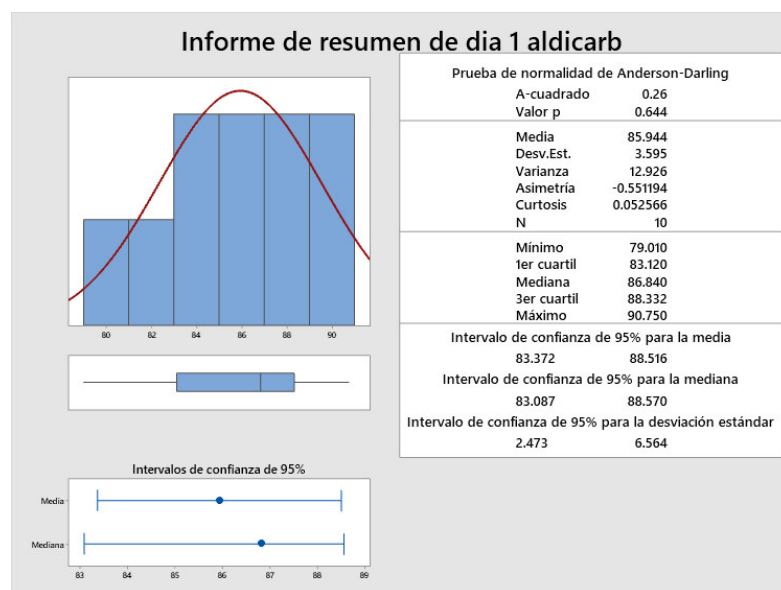 Informe de resumen de dia 1 aldicarb
80 82 84 86 88 90
Intervalos de confianza de 95%
Media
Mediana
83 84 85 86 87 88 89
Prueba de normalidad de Anderson-Darling
A-cuadrado 0.26
Valor p 0.644
Media 85.944
Desv.Est. 3.595
Varianza 12.926
Asimetría -0.551194
Curtosis 0.052566
N 10
Mínimo 79.010
1er cuartil 83.120
Mediana 86.840
3er cuartil 88.332
Máximo 90.750
Intervalo de confianza de 95% para la media
83.372 88.516
Intervalo de confianza de 95% para la mediana
83.087 88.570
Intervalo de confianza de 95% para la desviación estándar
2.473 6.564